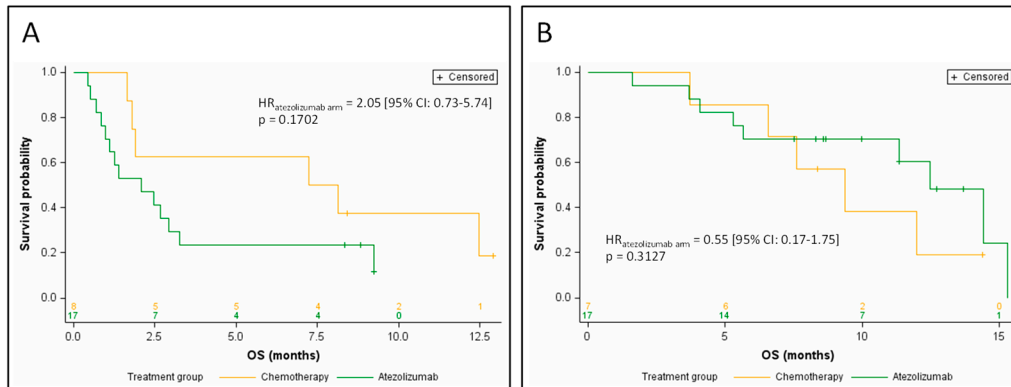 A
+ Censored
HRatezolizumab arm = 2.05 [95% CI: 0.73-5.74]
p = 0.1702
Survival probability
1.0
0.8
0.6
0.4
0.2
0.0
8 5 5 4 2 1
17 7 4 4 0
0.0 2.5 5.0 7.5 10.0 12.5
OS (months)
Treatment group Chemotherapy Atezolizumab
B
+ Censored
HRatezolizumab arm = 0.55 [95% CI: 0.17-1.75]
p = 0.3127
Survival probability
1.0
0.8
0.6
0.4
0.2
0.0
7 6 2 0
17 14 7 1
0 5 10 15
OS (months)
Treatment group Chemotherapy Atezolizumab